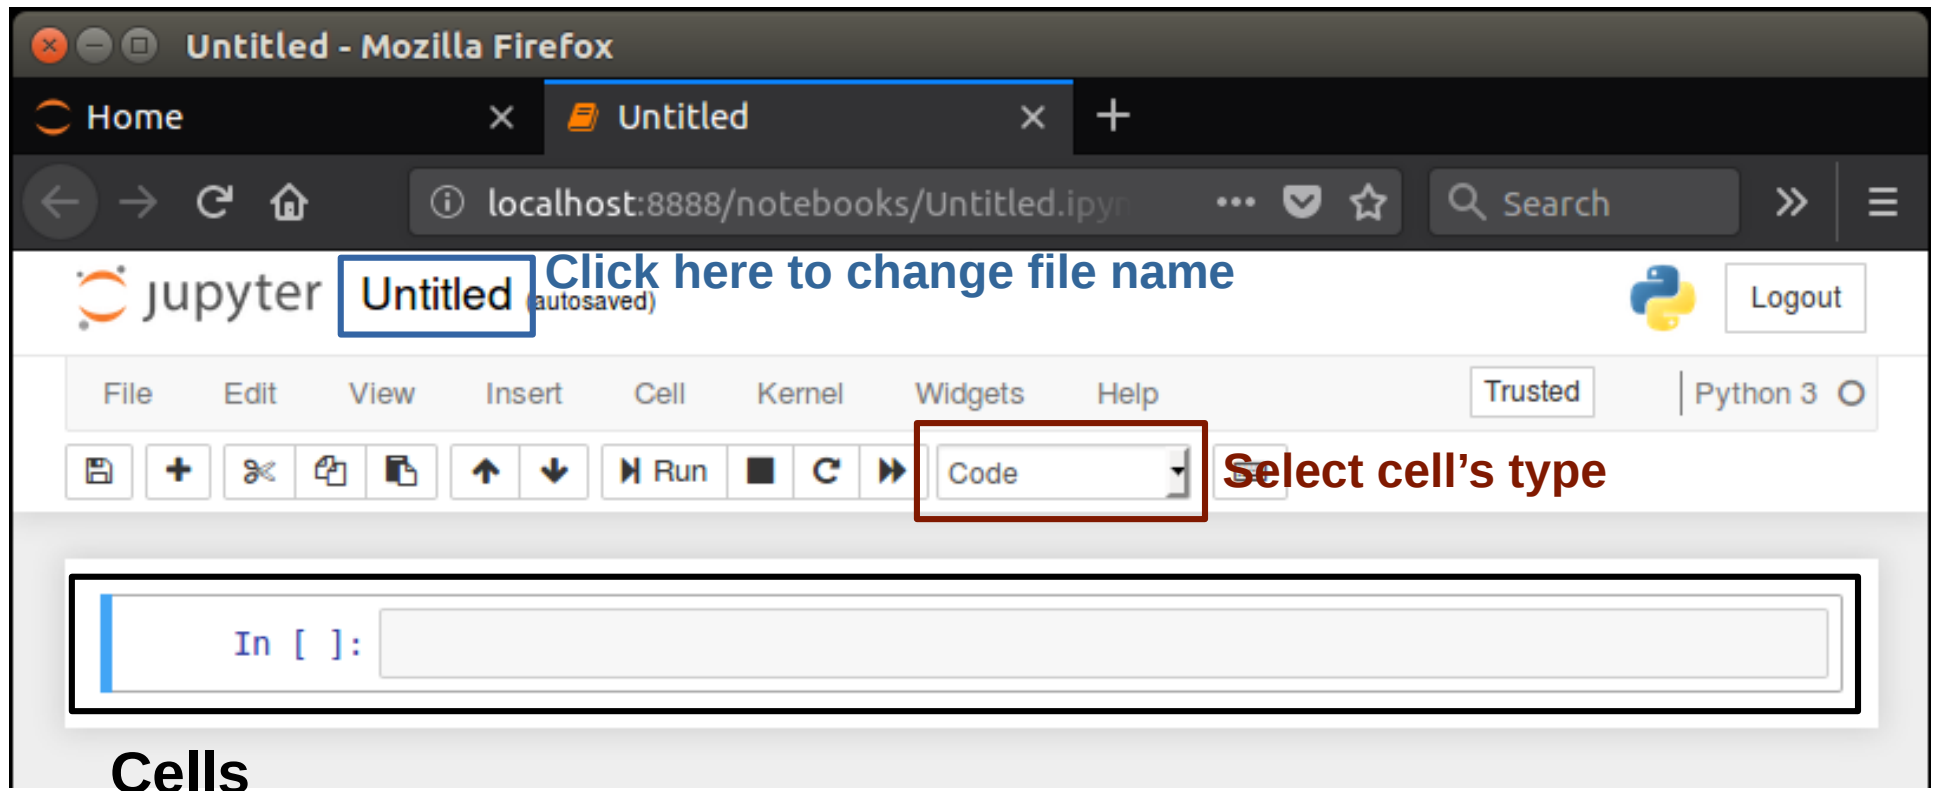 Untitled - Mozilla Firefox
Home
Untitled
localhost:8888/notebooks/Untitled.ipyn
Search
jupyter Untitled (autosaved)
Click here to change file name
Logout
File Edit View Insert Cell Kernel Widgets Help
Trusted
Python 3
Run
Code
Select cell’s type
In [ ]:
Cells